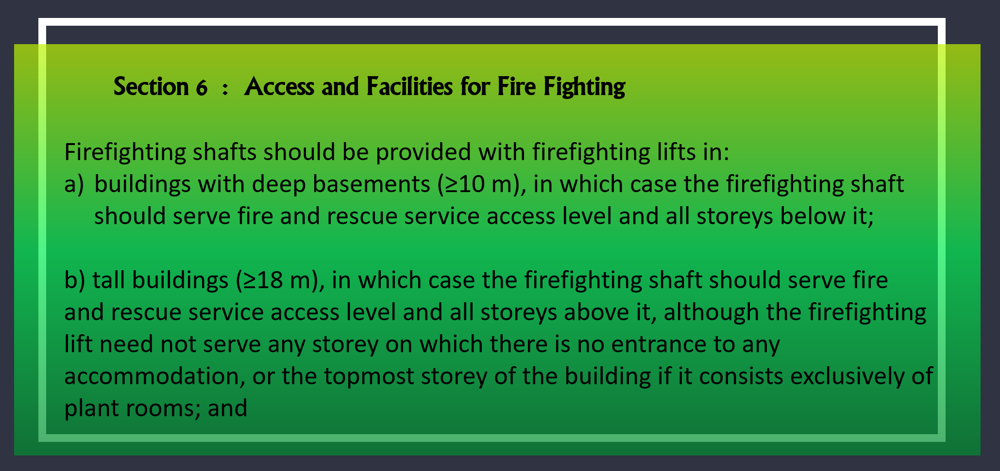 Section 6 : Access and Facilities for Fire Fighting
Firefighting shafts should be provided with firefighting lifts in:
a) buildings with deep basements (≥10 m), in which case the firefighting shaft
should serve fire and rescue service access level and all storeys below it;
b) tall buildings (≥18 m), in which case the firefighting shaft should serve fire
and rescue service access level and all storeys above it, although the firefighting
lift need not serve any storey on which there is no entrance to any
accommodation, or the topmost storey of the building if it consists exclusively of
plant rooms; and